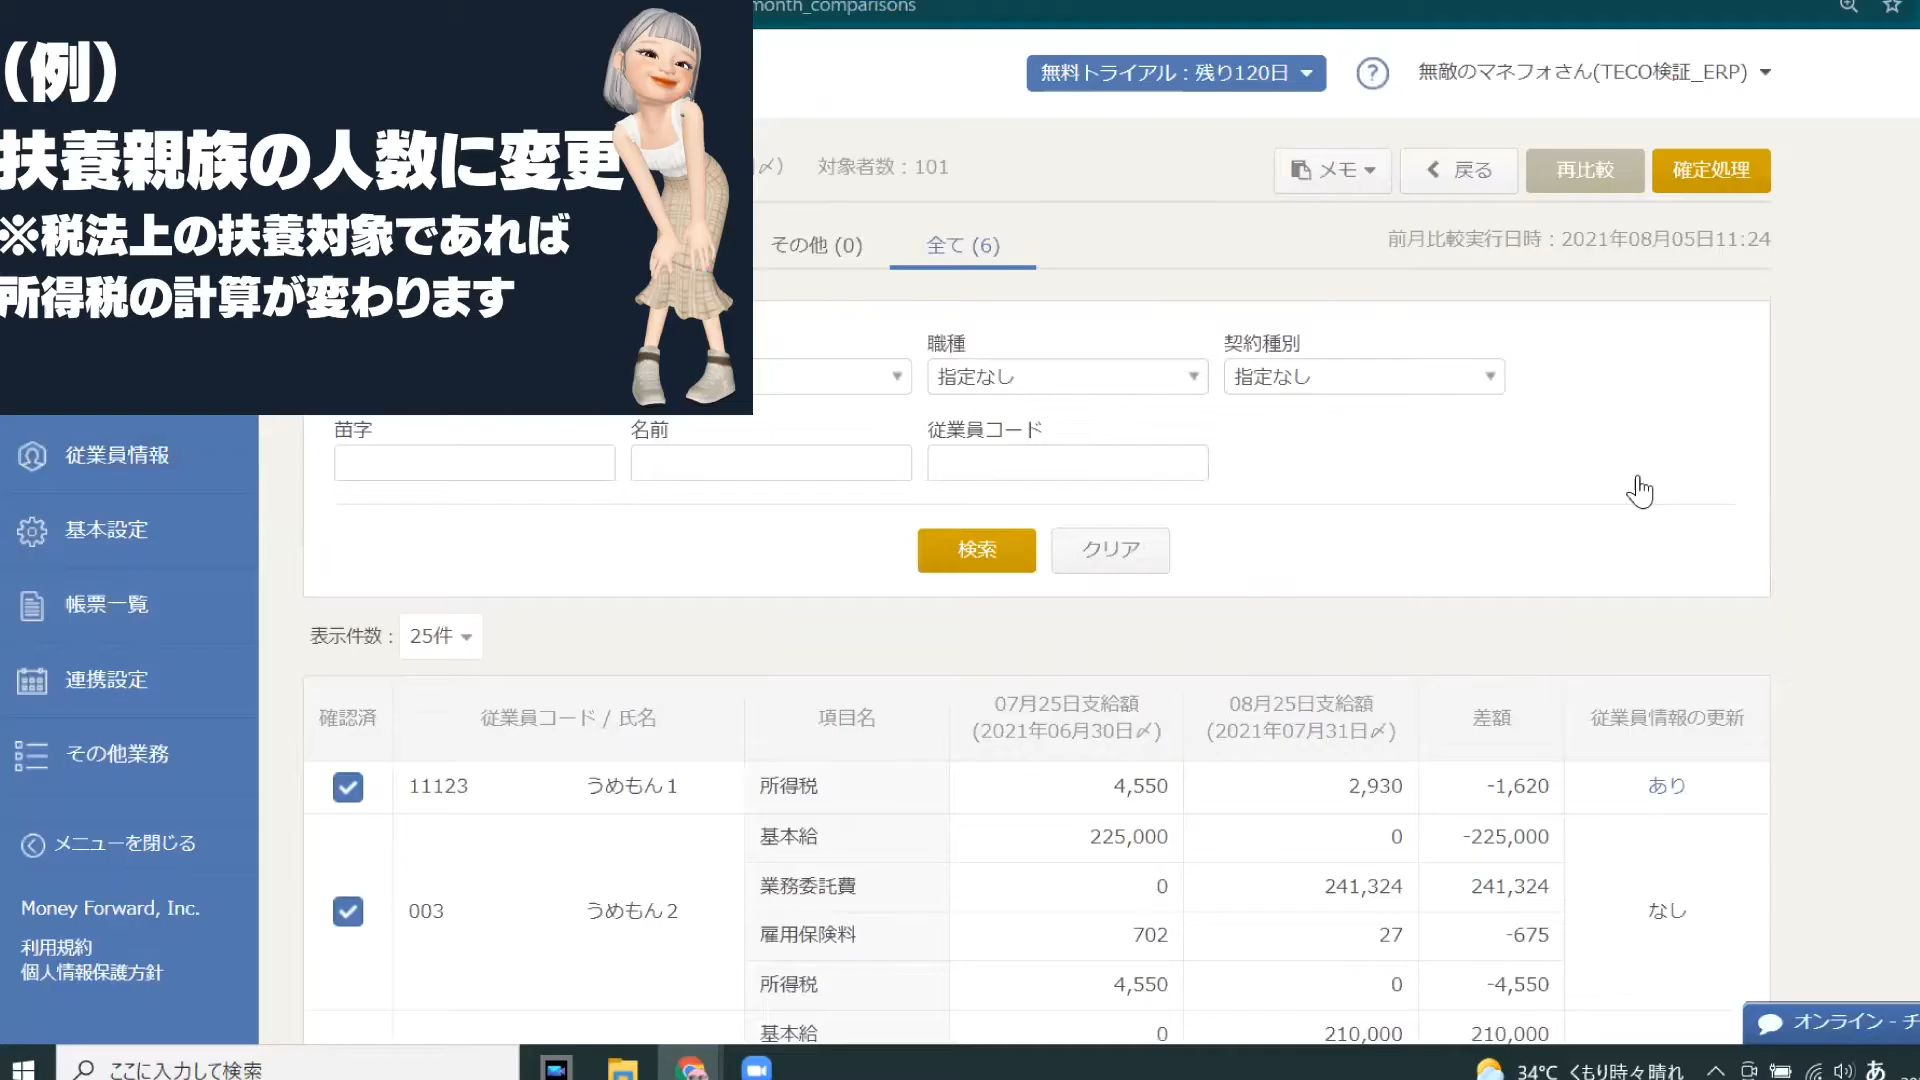 month_comparisons
(例)
扶養親族の人数に変更
※税法上の扶養対象であれば
所得税の計算が変わります
無料トライアル:残り120日
?
無敵のマネフォさん(TECO検証_ERP)
〆)
対象者数:101
メモ
戻る
再比較
確定処理
その他 (0)
全て (6)
前月比較実行日時:2021年08月05日11:24
職種
契約種別
指定なし
指定なし
苗字
名前
従業員コード
検索
クリア
従業員情報
基本設定
帳票一覧
連携設定
その他業務
メニューを閉じる
Money Forward, Inc.
利用規約
個人情報保護方針
表示件数:
25件
確認済
従業員コード / 氏名
項目名
07月25日支給額
(2021年06月30日〆)
08月25日支給額
(2021年07月31日〆)
差額
従業員情報の更新
11123 うめもん1 所得税 4,550 2,930 -1,620 あり
003 うめもん2 なし
基本給 225,000 0 -225,000
業務委託費 0 241,324 241,324
雇用保険料 702 27 -675
所得税 4,550 0 -4,550
基本給 0 210,000 210,000
オンライン - チ
ここに入力して検索
34°C くもり時々晴れ
あ